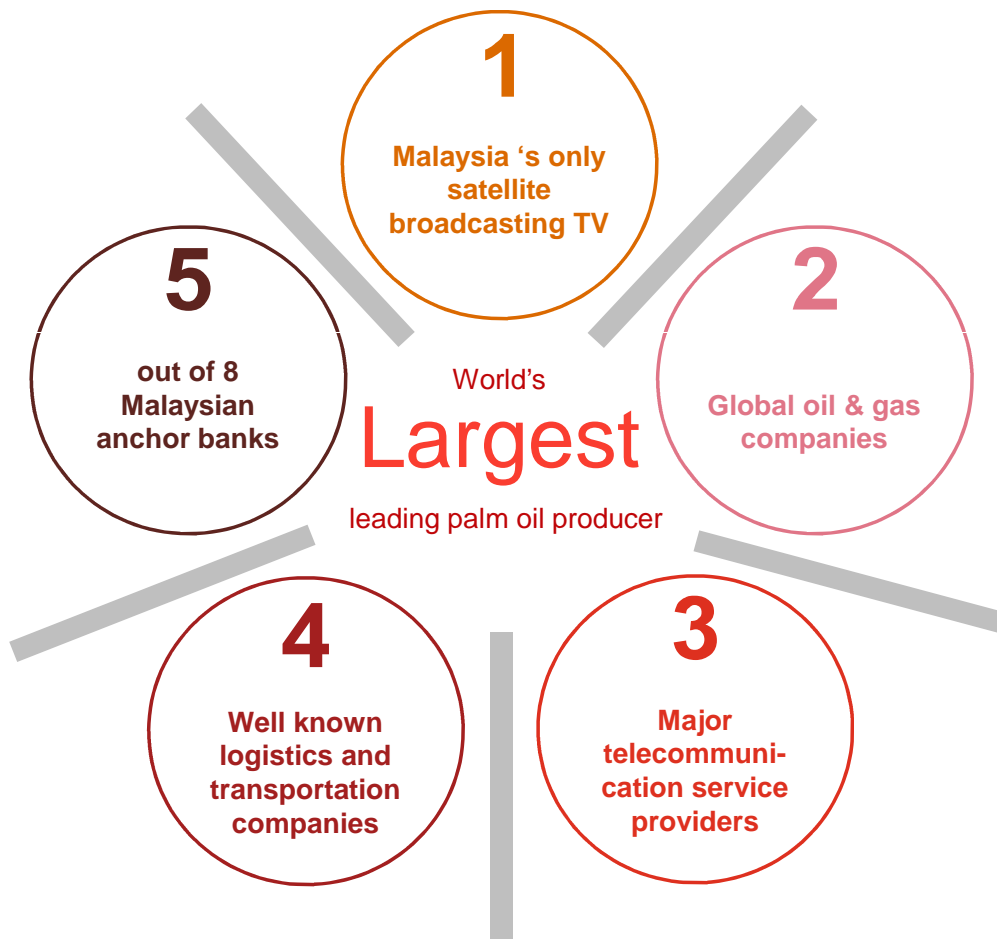 1
Malaysia ‘s only
satellite
broadcasting TV
2
Global oil & gas
companies
3
Major
telecommuni-
cation service
providers
4
Well known
logistics and
transportation
companies
5
out of 8
Malaysian
anchor banks
World’s
Largest
leading palm oil producer